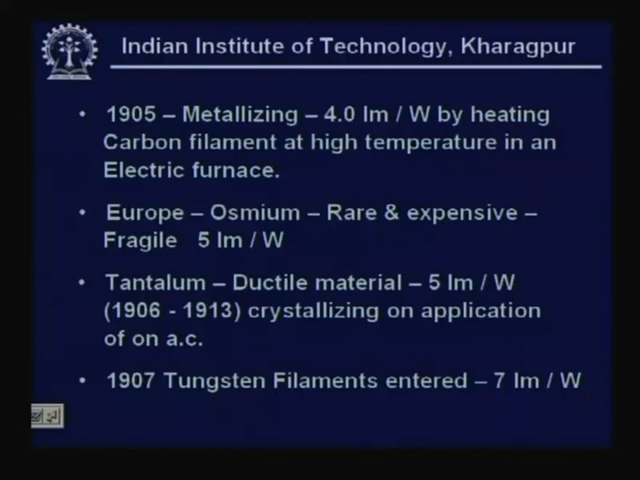 Indian Institute of Technology, Kharagpur
• 1905 – Metallizing – 4.0 lm / W by heating
Carbon filament at high temperature in an
Electric furnace.
• Europe – Osmium – Rare & expensive –
Fragile 5 lm / W
• Tantalum – Ductile material – 5 lm / W
(1906 - 1913) crystallizing on application
of on a.c.
• 1907 Tungsten Filaments entered – 7 lm / W